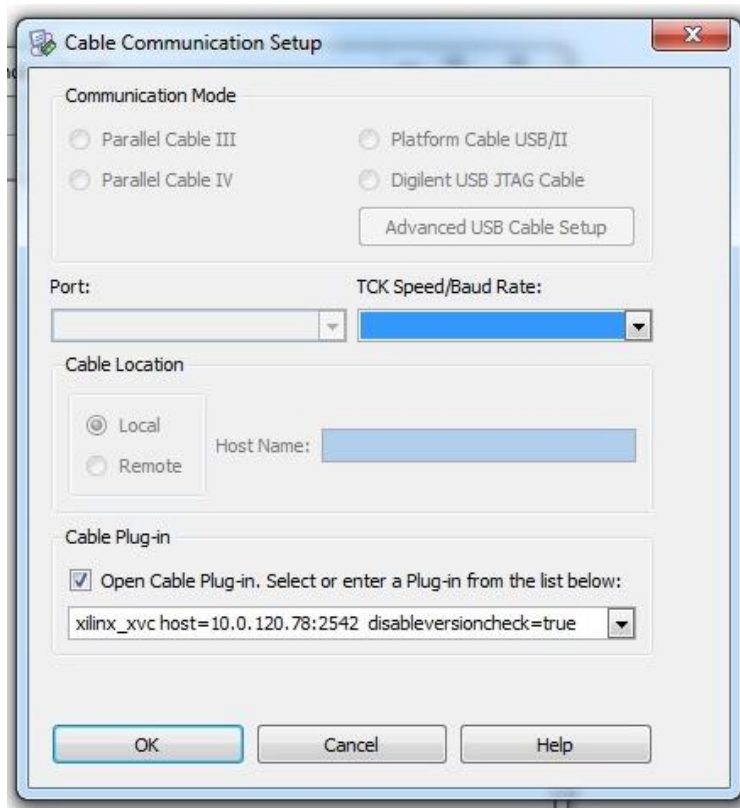 Cable Communication Setup
Communication Mode
Parallel Cable III
Platform Cable USB/II
Parallel Cable IV
Digilent USB JTAG Cable
Advanced USB Cable Setup
Port:
TCK Speed/Baud Rate:
Cable Location
Local
Host Name:
Remote
Cable Plug-in
Open Cable Plug-in. Select or enter a Plug-in from the list below:
xilinx_xvc host=10.0.120.78:2542 disableversioncheck=true
OK
Cancel
Help